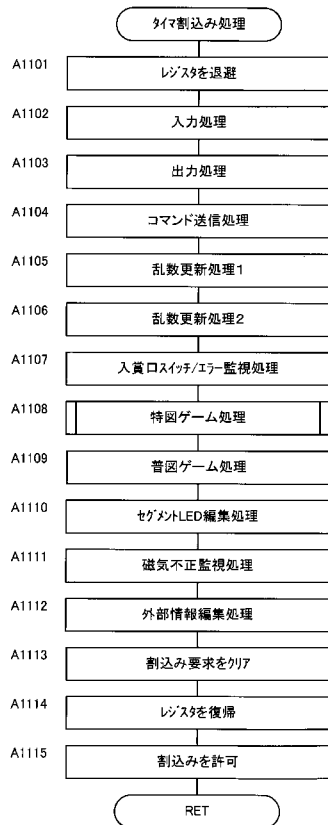 タイマ割込み処理
A1101
レジスタを退避
A1102
入力処理
A1103
出力処理
A1104
コマンド送信処理
A1105
乱数更新処理1
A1106
乱数更新処理2
A1107
入賞口スイッチ/エラー監視処理
A1108
特図ゲーム処理
A1109
普図ゲーム処理
A1110
セグメントLED編集処理
A1111
磁気不正監視処理
A1112
外部情報編集処理
A1113
割込み要求をクリア
A1114
レジスタを復帰
A1115
割込みを許可
RET